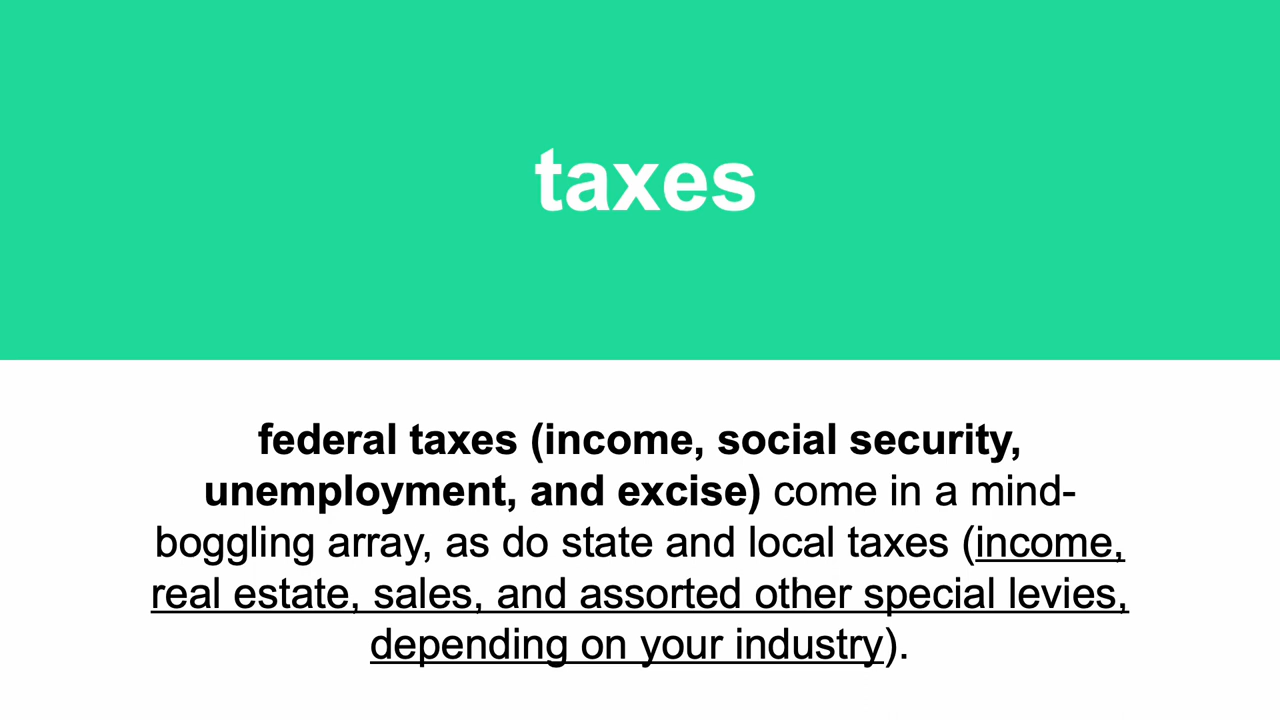 taxes
federal taxes (income, social security,
unemployment, and excise) come in a mind-
boggling array, as do state and local taxes (income,
real estate, sales, and assorted other special levies,
depending on your industry).